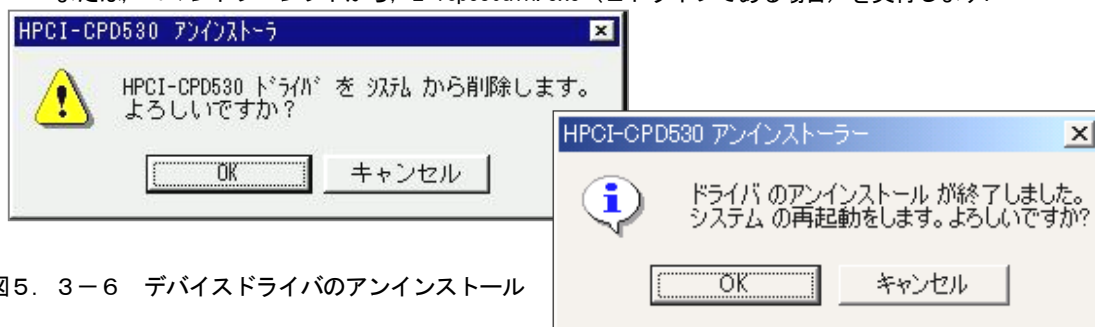 HPCI-CPD530 ｱﾝｲﾝｽﾄｰﾗ
HPCI-CPD530 ﾄﾞﾗｲﾊﾞ を ｼｽﾃﾑ から削除します。
よろしいですか？
OK キャンセル
HPCI-CPD530 アンインストーラー
ドライバ のアンインストール が終了しました。
システム の再起動をします。よろしいですか?
OK キャンセル
図５．３－６ デバイスドライバのアンインストール